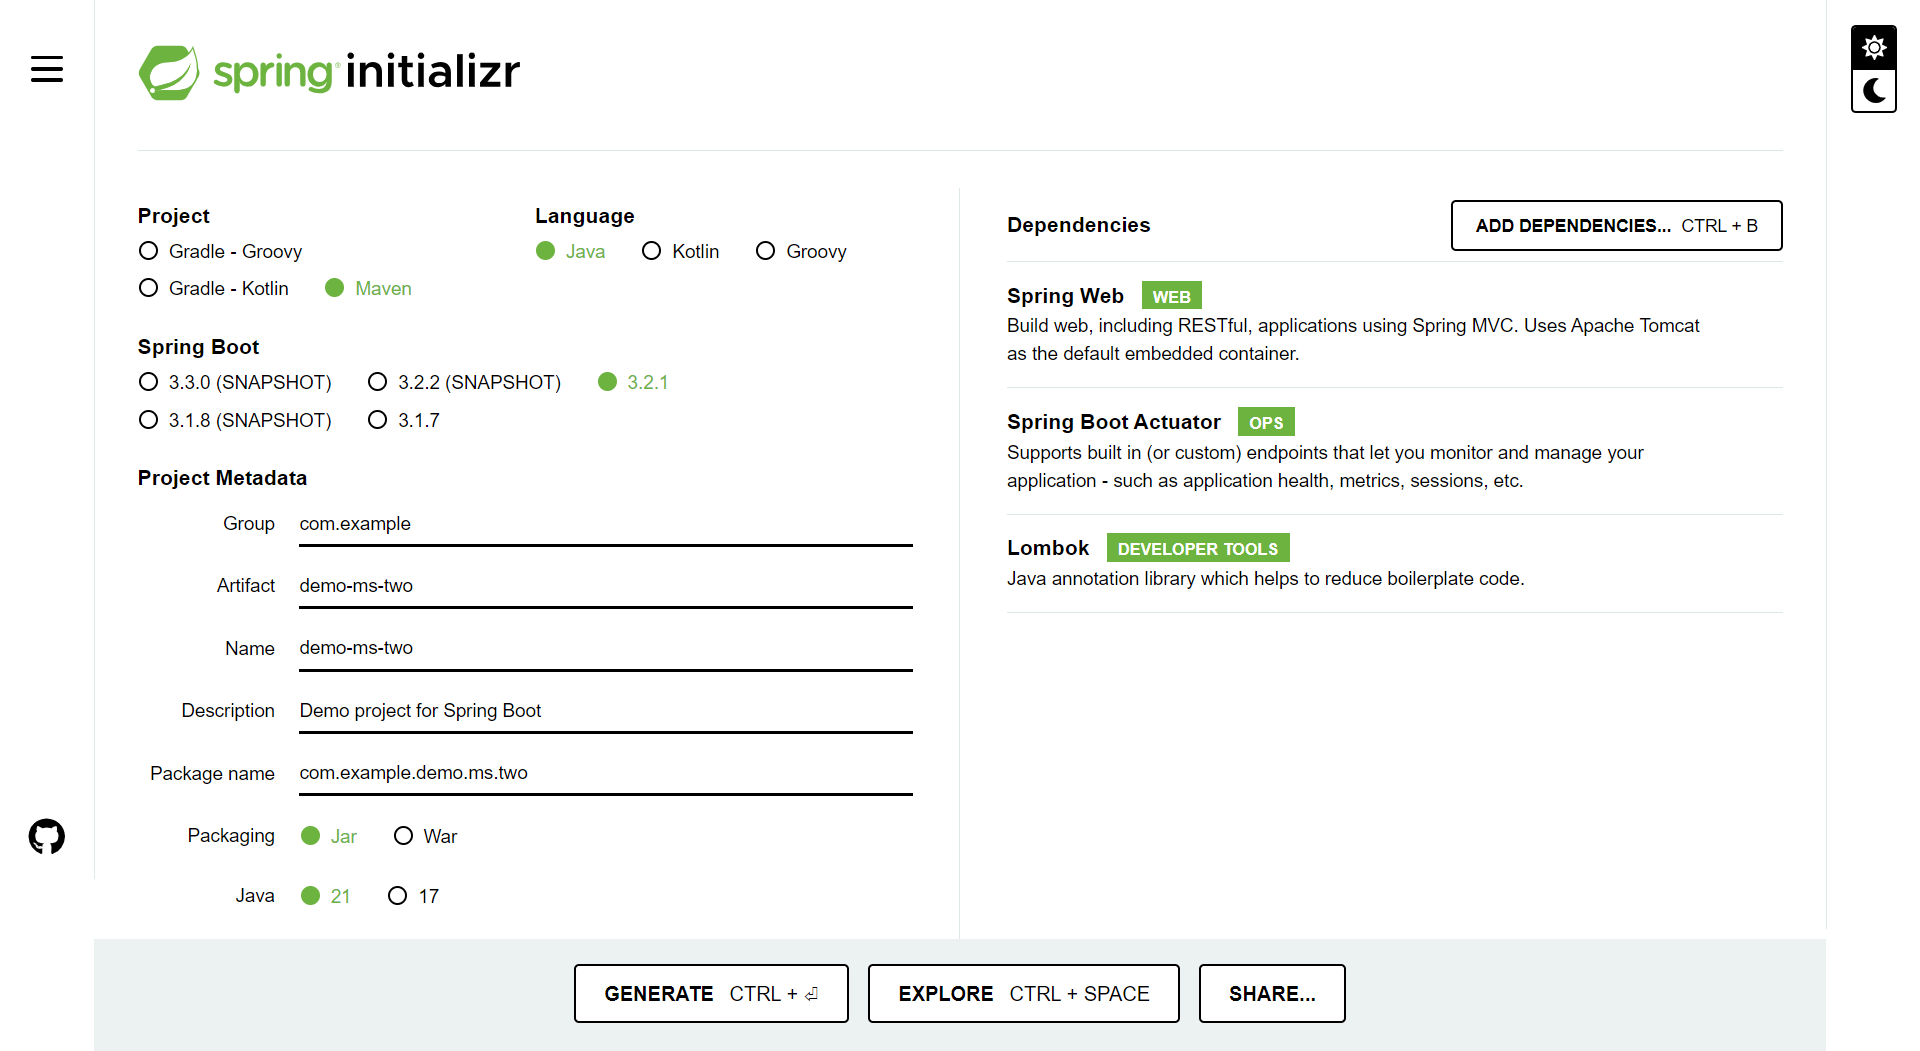 spring initializr
Project
Gradle - Groovy
Gradle - Kotlin Maven
Language
Java Kotlin Groovy
Spring Boot
3.3.0 (SNAPSHOT) 3.2.2 (SNAPSHOT) 3.2.1
3.1.8 (SNAPSHOT) 3.1.7
Project Metadata
Group com.example
Artifact demo-ms-two
Name demo-ms-two
Description Demo project for Spring Boot
Package name com.example.demo.ms.two
Packaging Jar War
Java 21 17
Dependencies ADD DEPENDENCIES... CTRL + B
Spring Web WEB
Build web, including RESTful, applications using Spring MVC. Uses Apache Tomcat
as the default embedded container.
Spring Boot Actuator OPS
Supports built in (or custom) endpoints that let you monitor and manage your
application - such as application health, metrics, sessions, etc.
Lombok DEVELOPER TOOLS
Java annotation library which helps to reduce boilerplate code.
GENERATE CTRL + ⏎ EXPLORE CTRL + SPACE SHARE...